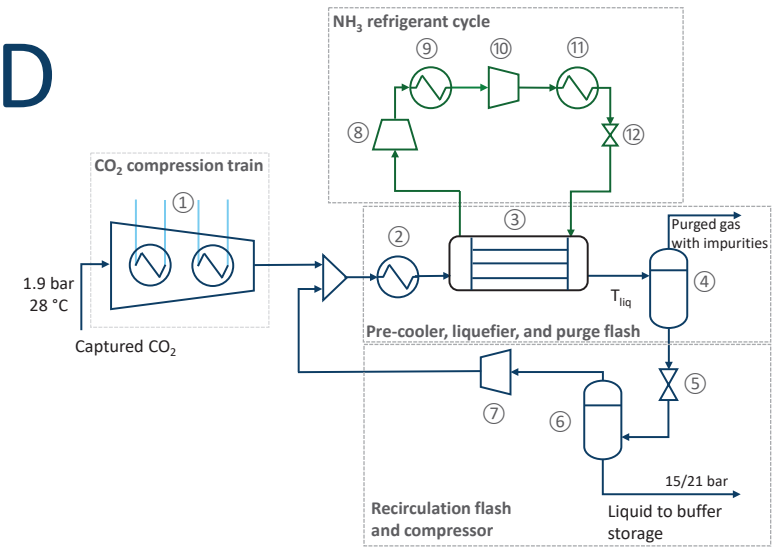 D
NH₃ refrigerant cycle
⑨
⑩
⑪
⑧
⑫
CO₂ compression train
①
②
③
Purged gas
with impurities
④
1.9 bar
28 °C
T_liq
Captured CO₂
Pre-cooler, liquefier, and purge flash
⑤
⑦
⑥
15/21 bar
Recirculation flash
and compressor
Liquid to buffer
storage